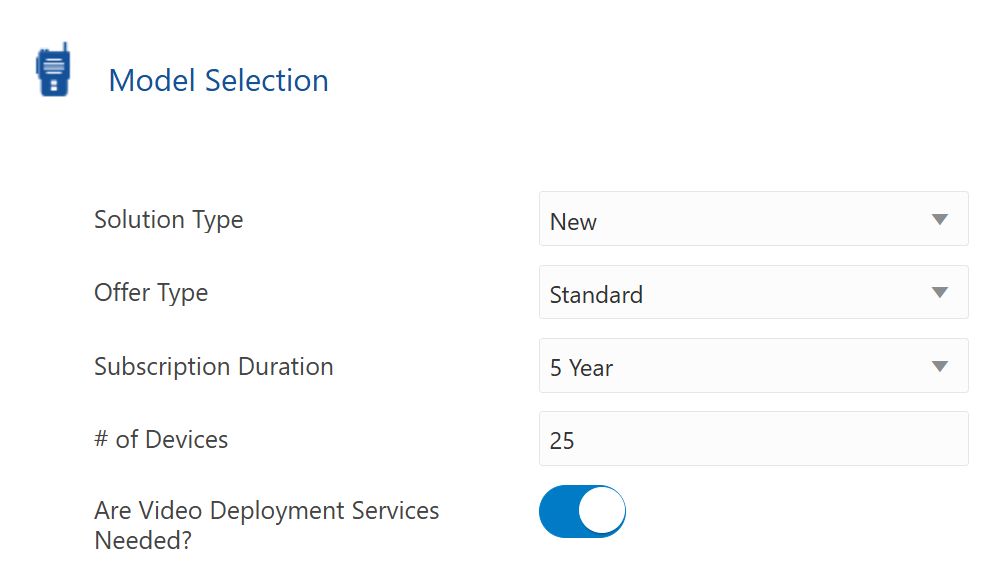 Model Selection
Solution Type
New
Offer Type
Standard
Subscription Duration
5 Year
# of Devices
25
Are Video Deployment Services
Needed?